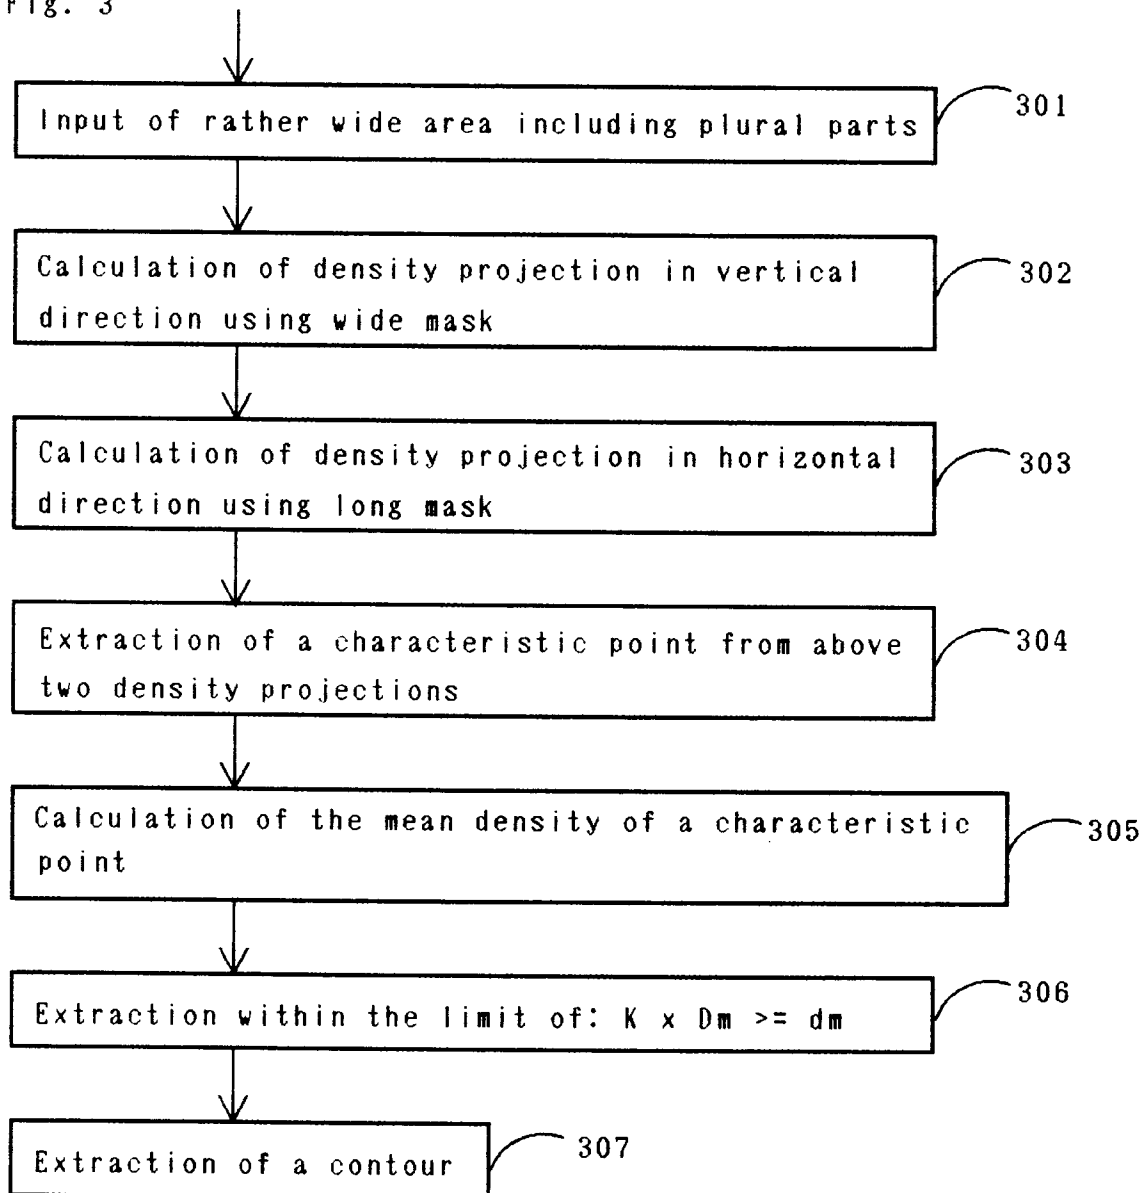 Fig. 3
Input of rather wide area including plural parts
301
Calculation of density projection in vertical
direction using wide mask
302
Calculation of density projection in horizontal
direction using long mask
303
Extraction of a characteristic point from above
two density projections
304
Calculation of the mean density of a characteristic
point
305
Extraction within the limit of: K x Dm >= dm
306
Extraction of a contour
307